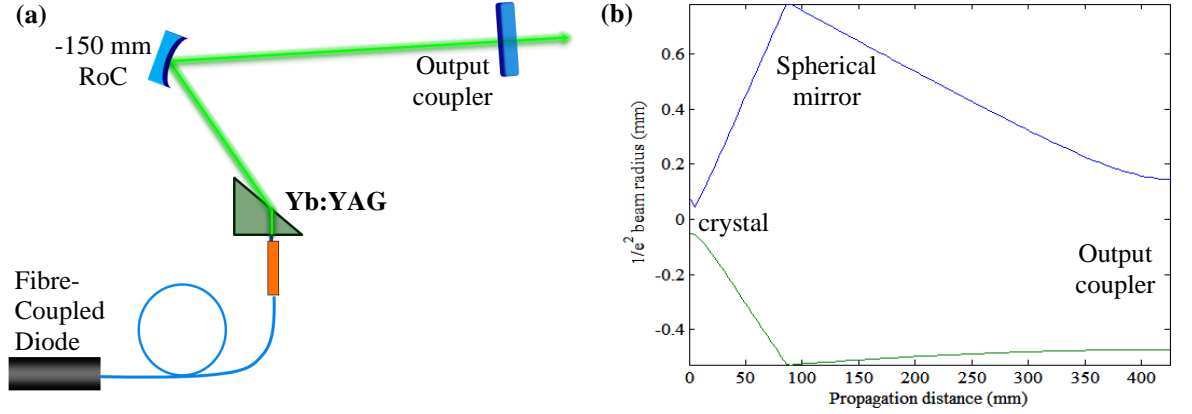 (a)
-150 mm
RoC
Output
coupler
Yb:YAG
Fibre-
Coupled
Diode
(b)
1/e² beam radius (mm)
0.6
0.4
0.2
0
-0.2
-0.4
Spherical
mirror
crystal
Output
coupler
0 50 100 150 200 250 300 350 400
Propagation distance (mm)